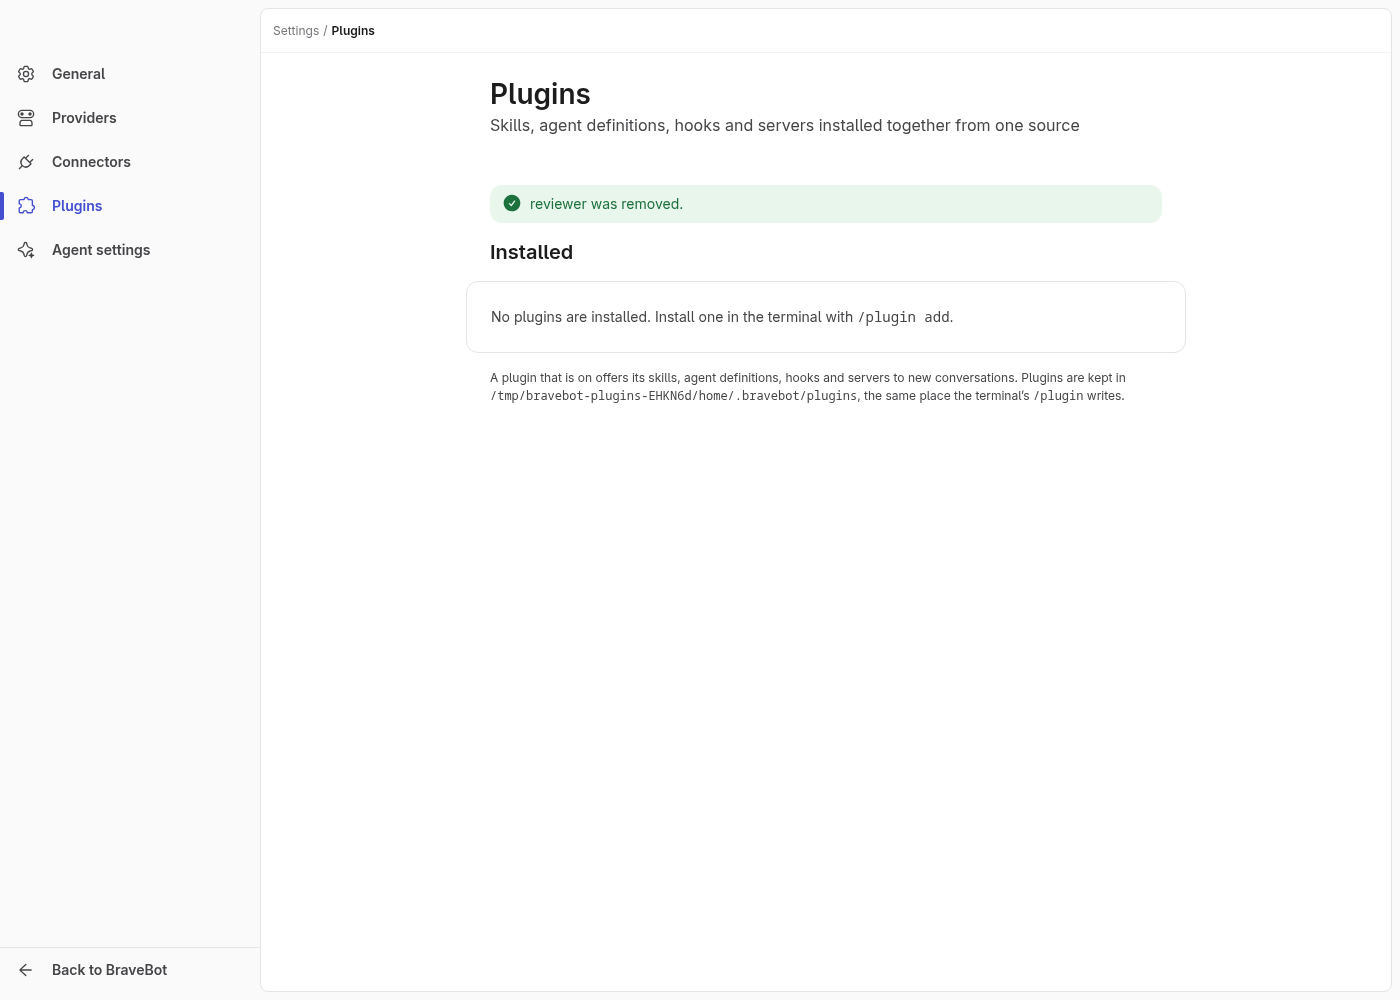 Settings / Plugins
General
Providers
Connectors
Plugins
Agent settings
Plugins
Skills, agent definitions, hooks and servers installed together from one source
reviewer was removed.
Installed
No plugins are installed. Install one in the terminal with /plugin add.
A plugin that is on offers its skills, agent definitions, hooks and servers to new conversations. Plugins are kept in
/tmp/bravebot-plugins-EHKN6d/home/.bravebot/plugins, the same place the terminal's /plugin writes.
Back to BraveBot